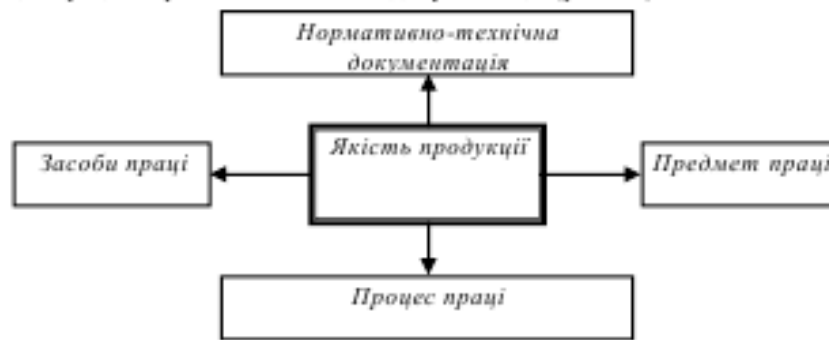 Нормативно-технічна
документація
Засоби праці
Якість продукції
Предмет праці
Процес праці